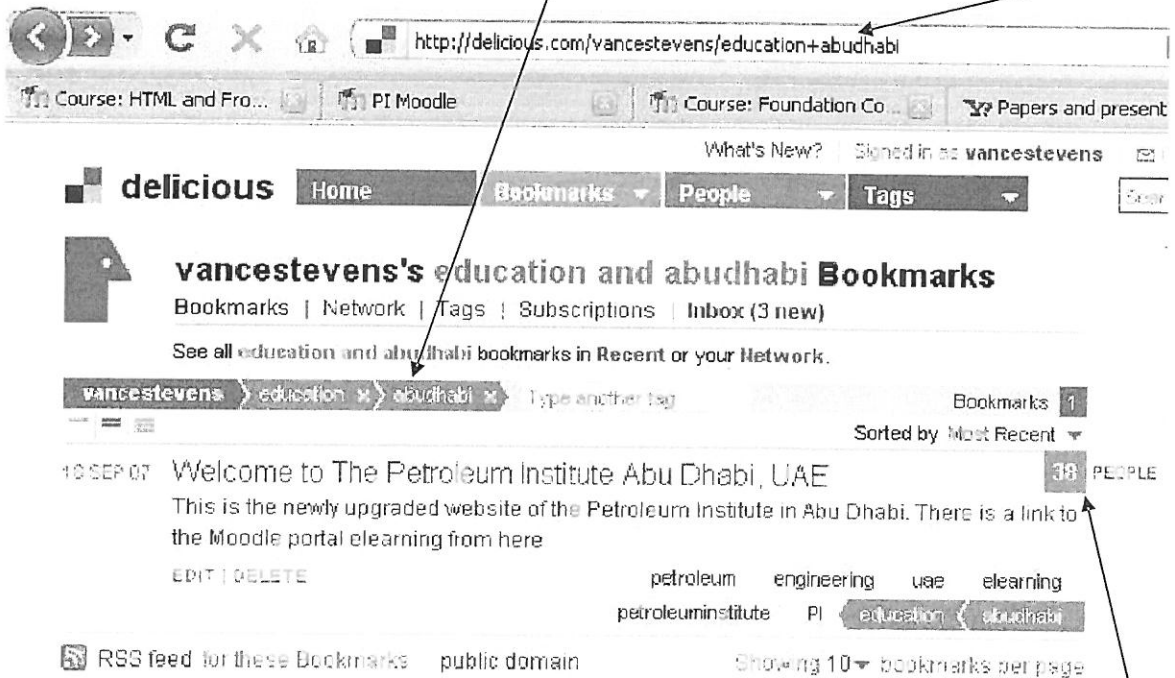 http://delicious.com/vancestevens/education+abudhabi
Course: HTML and Fro... PI Moodle Course: Foundation Co... Papers and present
What's New? Signed in as vancestevens
delicious Home Bookmarks People Tags
vancestevens's education and abudhabi Bookmarks
Bookmarks | Network | Tags | Subscriptions | Inbox (3 new)
See all education and abudhabi bookmarks in Recent or your Network.
vancestevens education x abudhabi x Type another tag
Bookmarks 1
Sorted by Most Recent
SEP 07 Welcome to The Petroleum Institute Abu Dhabi, UAE 38 PEOPLE
This is the newly upgraded website of the Petroleum Institute in Abu Dhabi. There is a link to
the Moodle portal elearning from here
EDIT | DELETE petroleum engineering uae elearning
petroleuminstitute PI education abudhabi
RSS feed for these Bookmarks public domain Showing 10 bookmarks per page